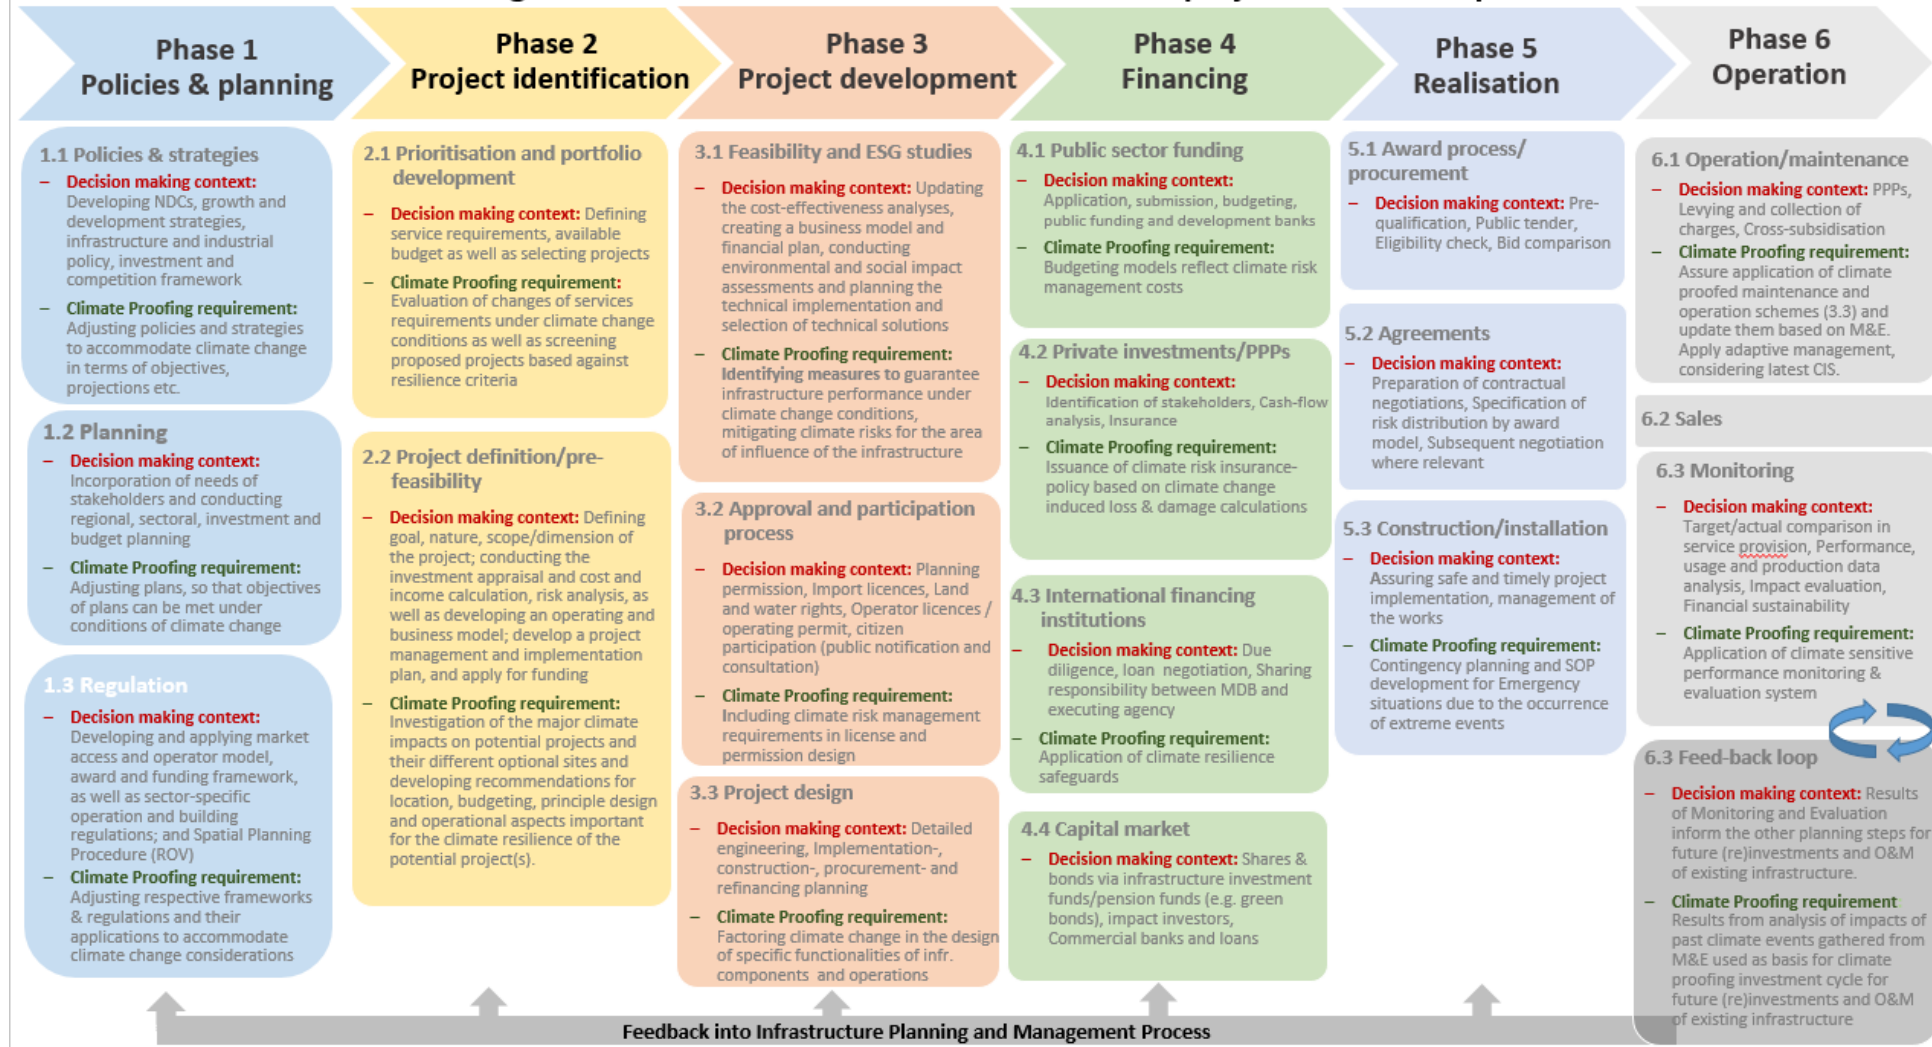 Phase 1
Policies & planning
Phase 2
Project identification
Phase 3
Project development
Phase 4
Financing
Phase 5
Realisation
Phase 6
Operation
1.1 Policies & strategies
– Decision making context:
Developing NDCs, growth and
development strategies,
infrastructure and industrial
policy, investment and
competition framework
– Climate Proofing requirement:
Adjusting policies and strategies
to accommodate climate change
in terms of objectives,
projections etc.
1.2 Planning
– Decision making context:
Incorporation of needs of
stakeholders and conducting
regional, sectoral, investment and
budget planning
– Climate Proofing requirement:
Adjusting plans, so that objectives
of plans can be met under
conditions of climate change
1.3 Regulation
– Decision making context:
Developing and applying market
access and operator model,
award and funding framework,
as well as sector-specific
operation and building
regulations; and Spatial Planning
Procedure (ROV)
– Climate Proofing requirement:
Adjusting respective frameworks
& regulations and their
applications to accommodate
climate change considerations
2.1 Prioritisation and portfolio
development
– Decision making context: Defining
service requirements, available
budget as well as selecting projects
– Climate Proofing requirement:
Evaluation of changes of services
requirements under climate change
conditions as well as screening
proposed projects based against
resilience criteria
2.2 Project definition/pre-
feasibility
– Decision making context: Defining
goal, nature, scope/dimension of
the project; conducting the
investment appraisal and cost and
income calculation, risk analysis, as
well as developing an operating and
business model; develop a project
management and implementation
plan, and apply for funding
– Climate Proofing requirement:
Investigation of the major climate
impacts on potential projects and
their different optional sites and
developing recommendations for
location, budgeting, principle design
and operational aspects important
for the climate resilience of the
potential project(s).
3.1 Feasibility and ESG studies
– Decision making context: Updating
the cost-effectiveness analyses,
creating a business model and
financial plan, conducting
environmental and social impact
assessments and planning the
technical implementation and
selection of technical solutions
– Climate Proofing requirement:
Identifying measures to guarantee
infrastructure performance under
climate change conditions,
mitigating climate risks for the area
of influence of the infrastructure
3.2 Approval and participation
process
– Decision making context: Planning
permission, Import licences, Land
and water rights, Operator licences /
operating permit, citizen
participation (public notification and
consultation)
– Climate Proofing requirement:
Including climate risk management
requirements in license and
permission design
3.3 Project design
– Decision making context: Detailed
engineering, Implementation-,
construction-, procurement- and
refinancing planning
– Climate Proofing requirement:
Factoring climate change in the design
of specific functionalities of infr.
components and operations
4.1 Public sector funding
– Decision making context:
Application, submission, budgeting,
public funding and development banks
– Climate Proofing requirement:
Budgeting models reflect climate risk
management costs
4.2 Private investments/PPPs
– Decision making context:
Identification of stakeholders, Cash-flow
analysis, Insurance
– Climate Proofing requirement:
Issuance of climate risk insurance-
policy based on climate change
induced loss & damage calculations
4.3 International financing
institutions
– Decision making context: Due
diligence, loan negotiation, Sharing
responsibility between MDB and
executing agency
– Climate Proofing requirement:
Application of climate resilience
safeguards
4.4 Capital market
– Decision making context: Shares &
bonds via infrastructure investment
funds/pension funds (e.g. green
bonds), impact investors,
Commercial banks and loans
5.1 Award process/
procurement
– Decision making context: Pre-
qualification, Public tender,
Eligibility check, Bid comparison
5.2 Agreements
– Decision making context:
Preparation of contractual
negotiations, Specification of
risk distribution by award
model, Subsequent negotiation
where relevant
5.3 Construction/installation
– Decision making context:
Assuring safe and timely project
implementation, management of
the works
– Climate Proofing requirement:
Contingency planning and SOP
development for Emergency
situations due to the occurrence
of extreme events
6.1 Operation/maintenance
– Decision making context: PPPs,
Levying and collection of
charges, Cross-subsidisation
– Climate Proofing requirement:
Assure application of climate
proofed maintenance and
operation schemes (3.3) and
update them based on M&E.
Apply adaptive management,
considering latest CIS.
6.2 Sales
6.3 Monitoring
– Decision making context:
Target/actual comparison in
service provision, Performance,
usage and production data
analysis, Impact evaluation,
Financial sustainability
– Climate Proofing requirement:
Application of climate sensitive
performance monitoring &
evaluation system
6.3 Feed-back loop
– Decision making context: Results
of Monitoring and Evaluation
inform the other planning steps for
future (re)investments and O&M
of existing infrastructure.
– Climate Proofing requirement
Results from analysis of impacts of
past climate events gathered from
M&E used as basis for climate
proofing investment cycle for
future (re)investments and O&M
of existing infrastructure
Feedback into Infrastructure Planning and Management Process